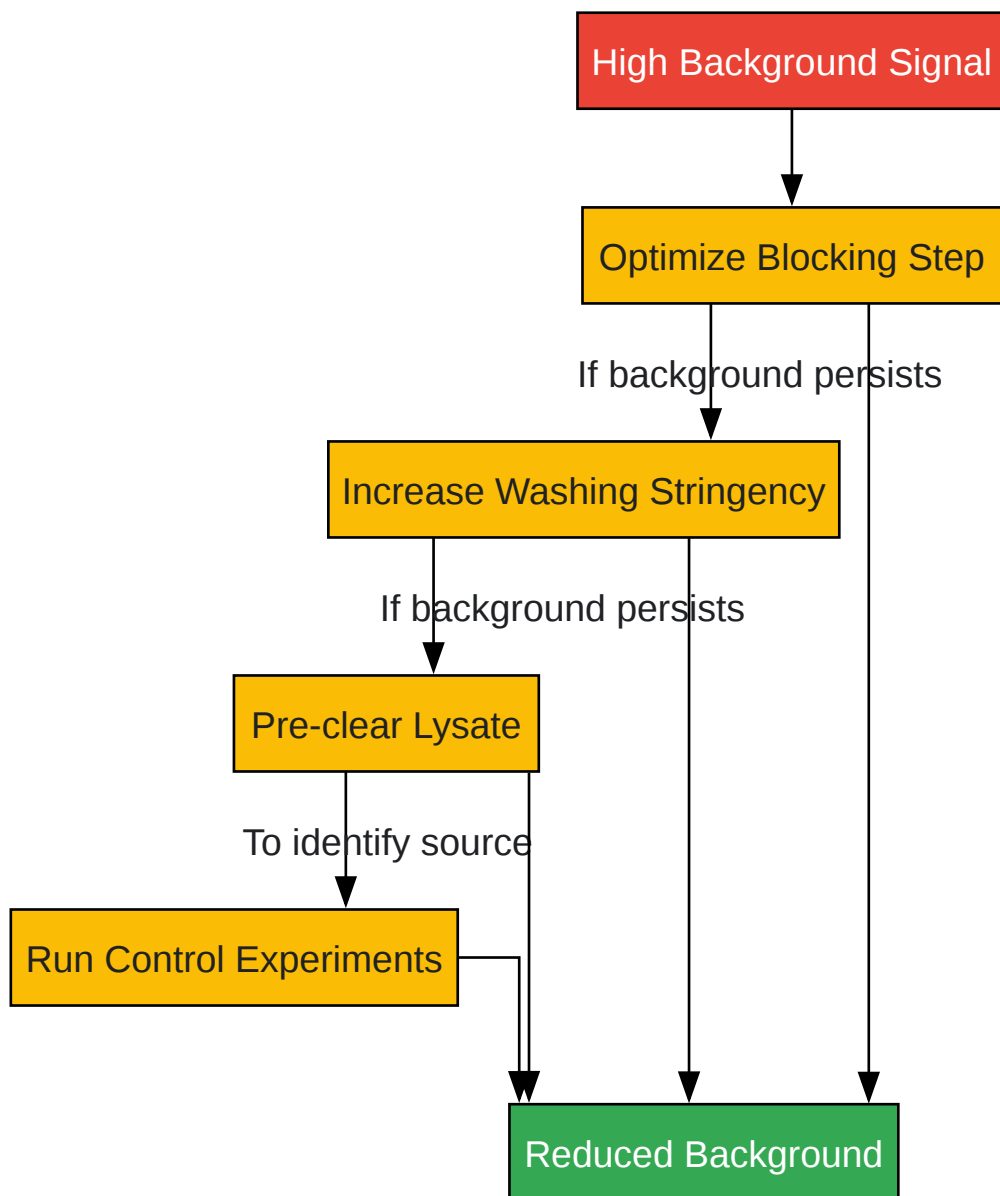 High Background Signal
Optimize Blocking Step
If background persists
Increase Washing Stringency
If background persists
Pre-clear Lysate
To identify source
Run Control Experiments
Reduced Background